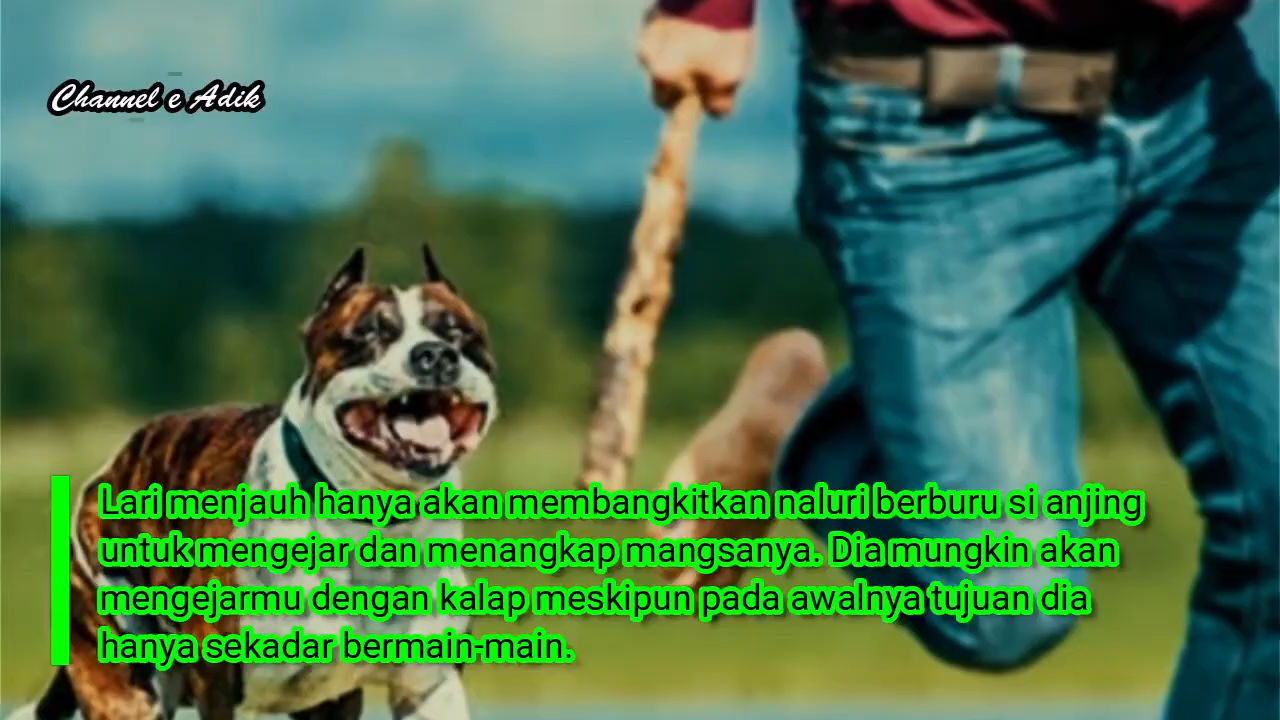 Channel e Adik
Lari menjauh hanya akan membangkitkan naluri berburu si anjing
untuk mengejar dan menangkap mangsanya. Dia mungkin akan
mengejarmu dengan kalap meskipun pada awalnya tujuan dia
hanya sekadar bermain-main.